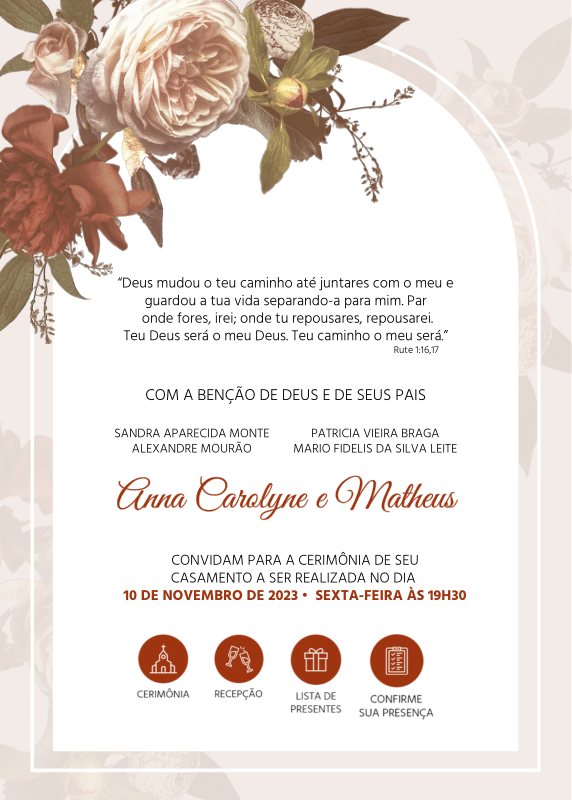 “Deus mudou o teu caminho até juntares com o meu e
guardou a tua vida separando-a para mim. Par
onde fores, irei; onde tu repousares, repousarei.
Teu Deus será o meu Deus. Teu caminho o meu será.”
Rute 1:16,17
COM A BENÇÃO DE DEUS E DE SEUS PAIS
SANDRA APARECIDA MONTE
ALEXANDRE MOURÃO
PATRICIA VIEIRA BRAGA
MARIO FIDELIS DA SILVA LEITE
Anna Carolyne e Matheus
CONVIDAM PARA A CERIMÔNIA DE SEU
CASAMENTO A SER REALIZADA NO DIA
10 DE NOVEMBRO DE 2023 • SEXTA-FEIRA ÀS 19H30
CERIMÔNIA
RECEPÇÃO
LISTA DE
PRESENTES
CONFIRME
SUA PRESENÇA